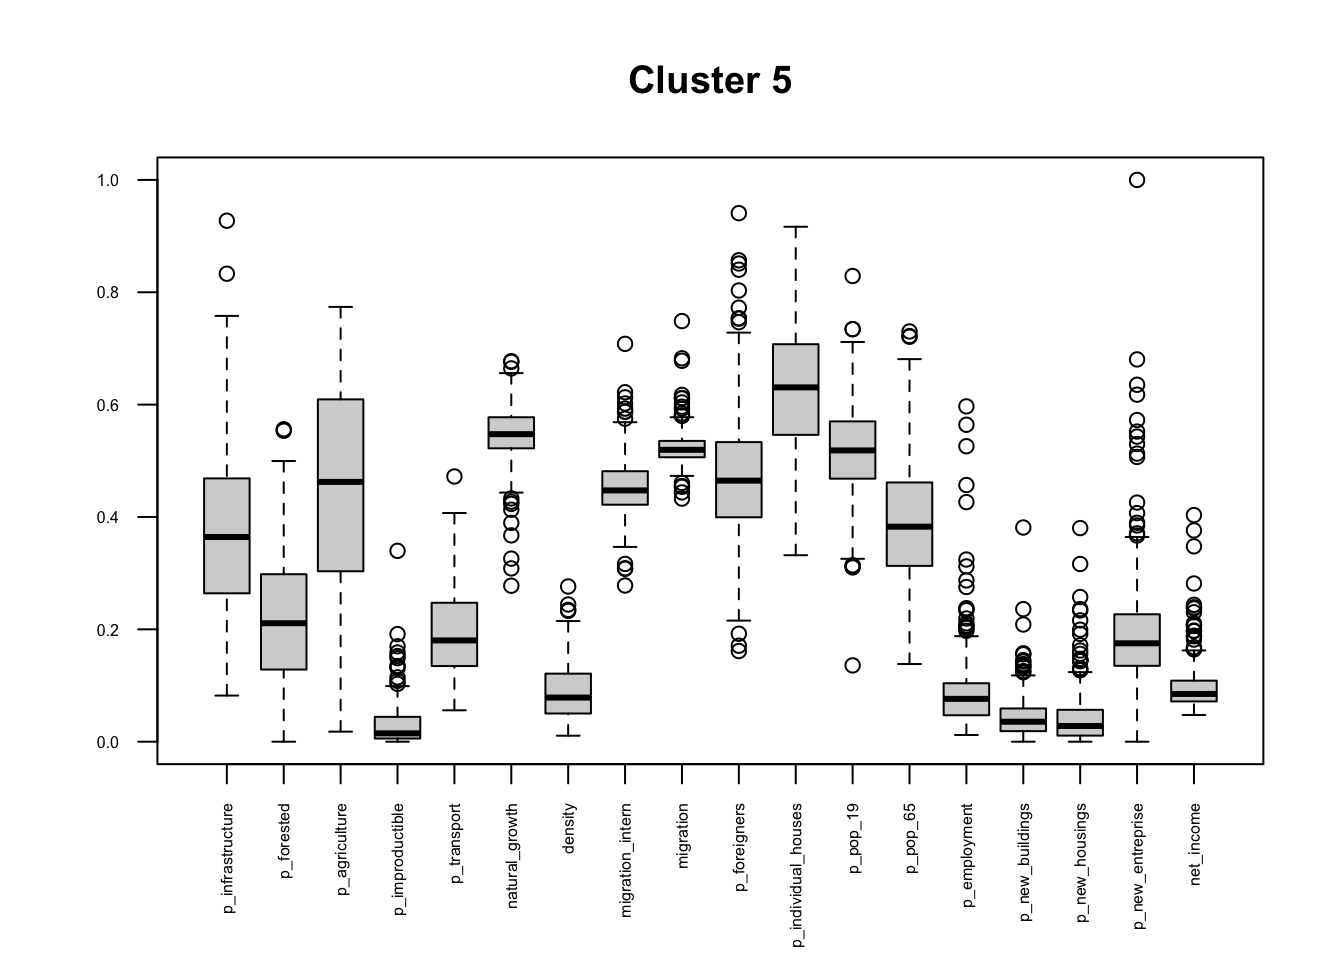 Cluster 5
1.0
0.8
0.6
0.4
0.2
0.0
p_infrastructure
p_forested
p_agriculture
p_improductible
p_transport
natural_growth
density
migration_intern
migration
p_foreigners
p_individual_houses
p_pop_19
p_pop_65
p_employment
p_new_buildings
p_new_housings
p_new_entreprise
net_income